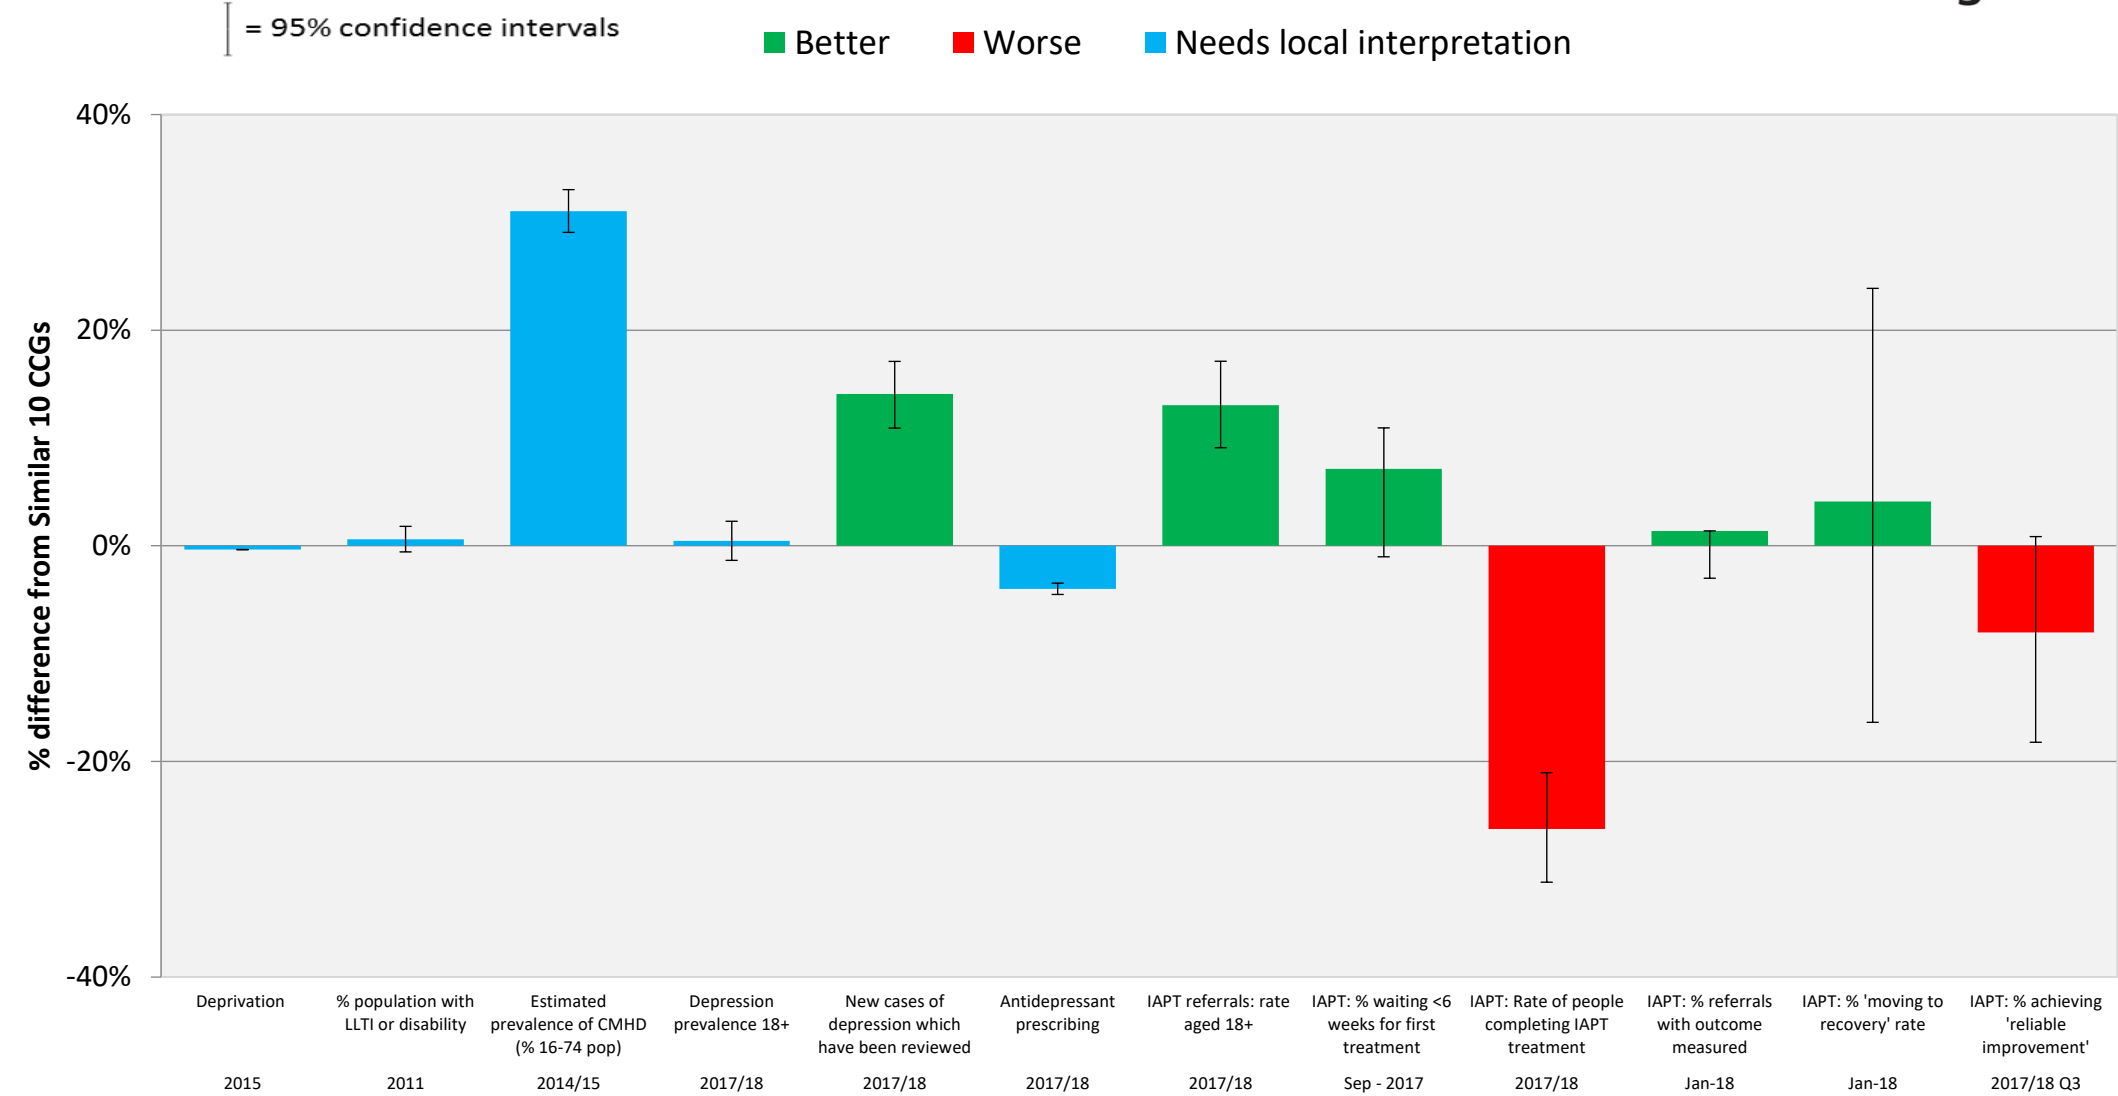 = 95% confidence intervals
Better Worse Needs local interpretation
40%
20%
0%
-20%
-40%
% difference from Similar 10 CCGs
Deprivation
2015
% population with
LLTI or disability
2011
Estimated
prevalence of CMHD
(% 16-74 pop)
2014/15
Depression
prevalence 18+
2017/18
New cases of
depression which
have been reviewed
2017/18
Antidepressant
prescribing
2017/18
IAPT referrals: rate
aged 18+
2017/18
IAPT: % waiting <6
weeks for first
treatment
Sep - 2017
IAPT: Rate of people
completing IAPT
treatment
2017/18
IAPT: % referrals
with outcome
measured
Jan-18
IAPT: % 'moving to
recovery' rate
Jan-18
IAPT: % achieving
'reliable
improvement'
2017/18 Q3